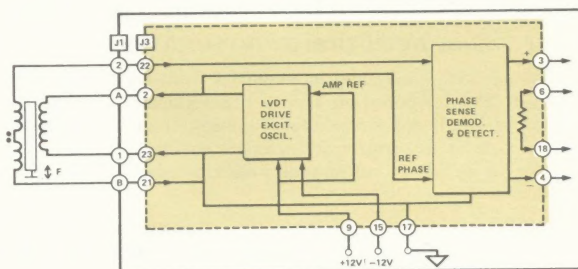 J1 J3
2 22 3
AMP REF
A 2 6
LVDT
DRIVE
EXCIT.
OSCIL.
PHASE
SENSE
DEMOD.
& DETECT.
+
REF
PHASE
1 23 18
F
B 21 4
−
9 15 17
+12V −12V